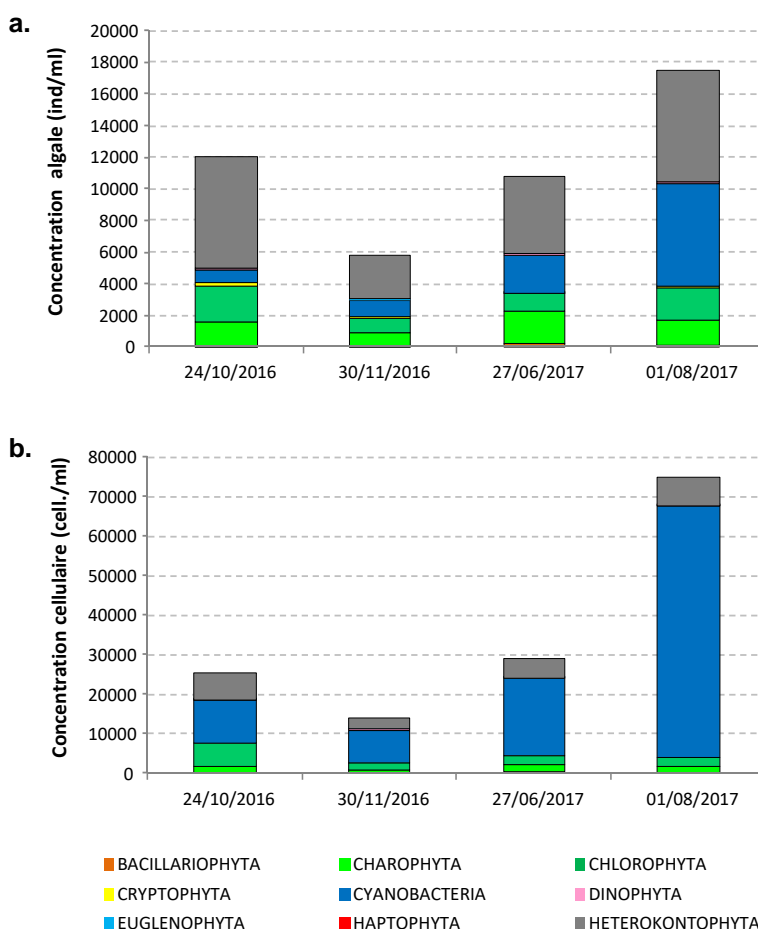 a.
Concentration algale (ind/ml)
20000
18000
16000
14000
12000
10000
8000
6000
4000
2000
0
24/10/2016 30/11/2016 27/06/2017 01/08/2017
b.
Concentration cellulaire (cell./ml)
80000
70000
60000
50000
40000
30000
20000
10000
0
24/10/2016 30/11/2016 27/06/2017 01/08/2017
BACILLARIOPHYTA CHAROPHYTA CHLOROPHYTA
CRYPTOPHYTA CYANOBACTERIA DINOPHYTA
EUGLENOPHYTA HAPTOPHYTA HETEROKONTOPHYTA